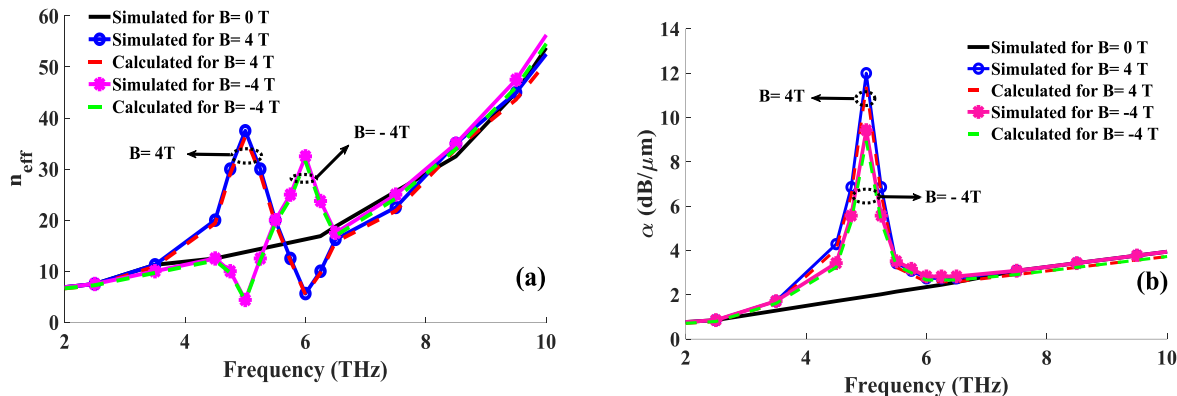 (a)
Simulated for B= 0 T
Simulated for B= 4 T
Calculated for B= 4 T
Simulated for B= -4 T
Calculated for B= -4 T
60
50
40
30
20
10
0
n_eff
B= 4T
B= - 4T
(a)
2
4
6
8
10
Frequency (THz)
14
12
10
8
6
4
2
0
α (dB/μm)
Simulated for B= 0 T
Simulated for B= 4 T
Calculated for B= 4 T
Simulated for B= -4 T
Calculated for B= -4 T
B= 4T
B= - 4T
(b)
2
4
6
8
10
Frequency (THz)